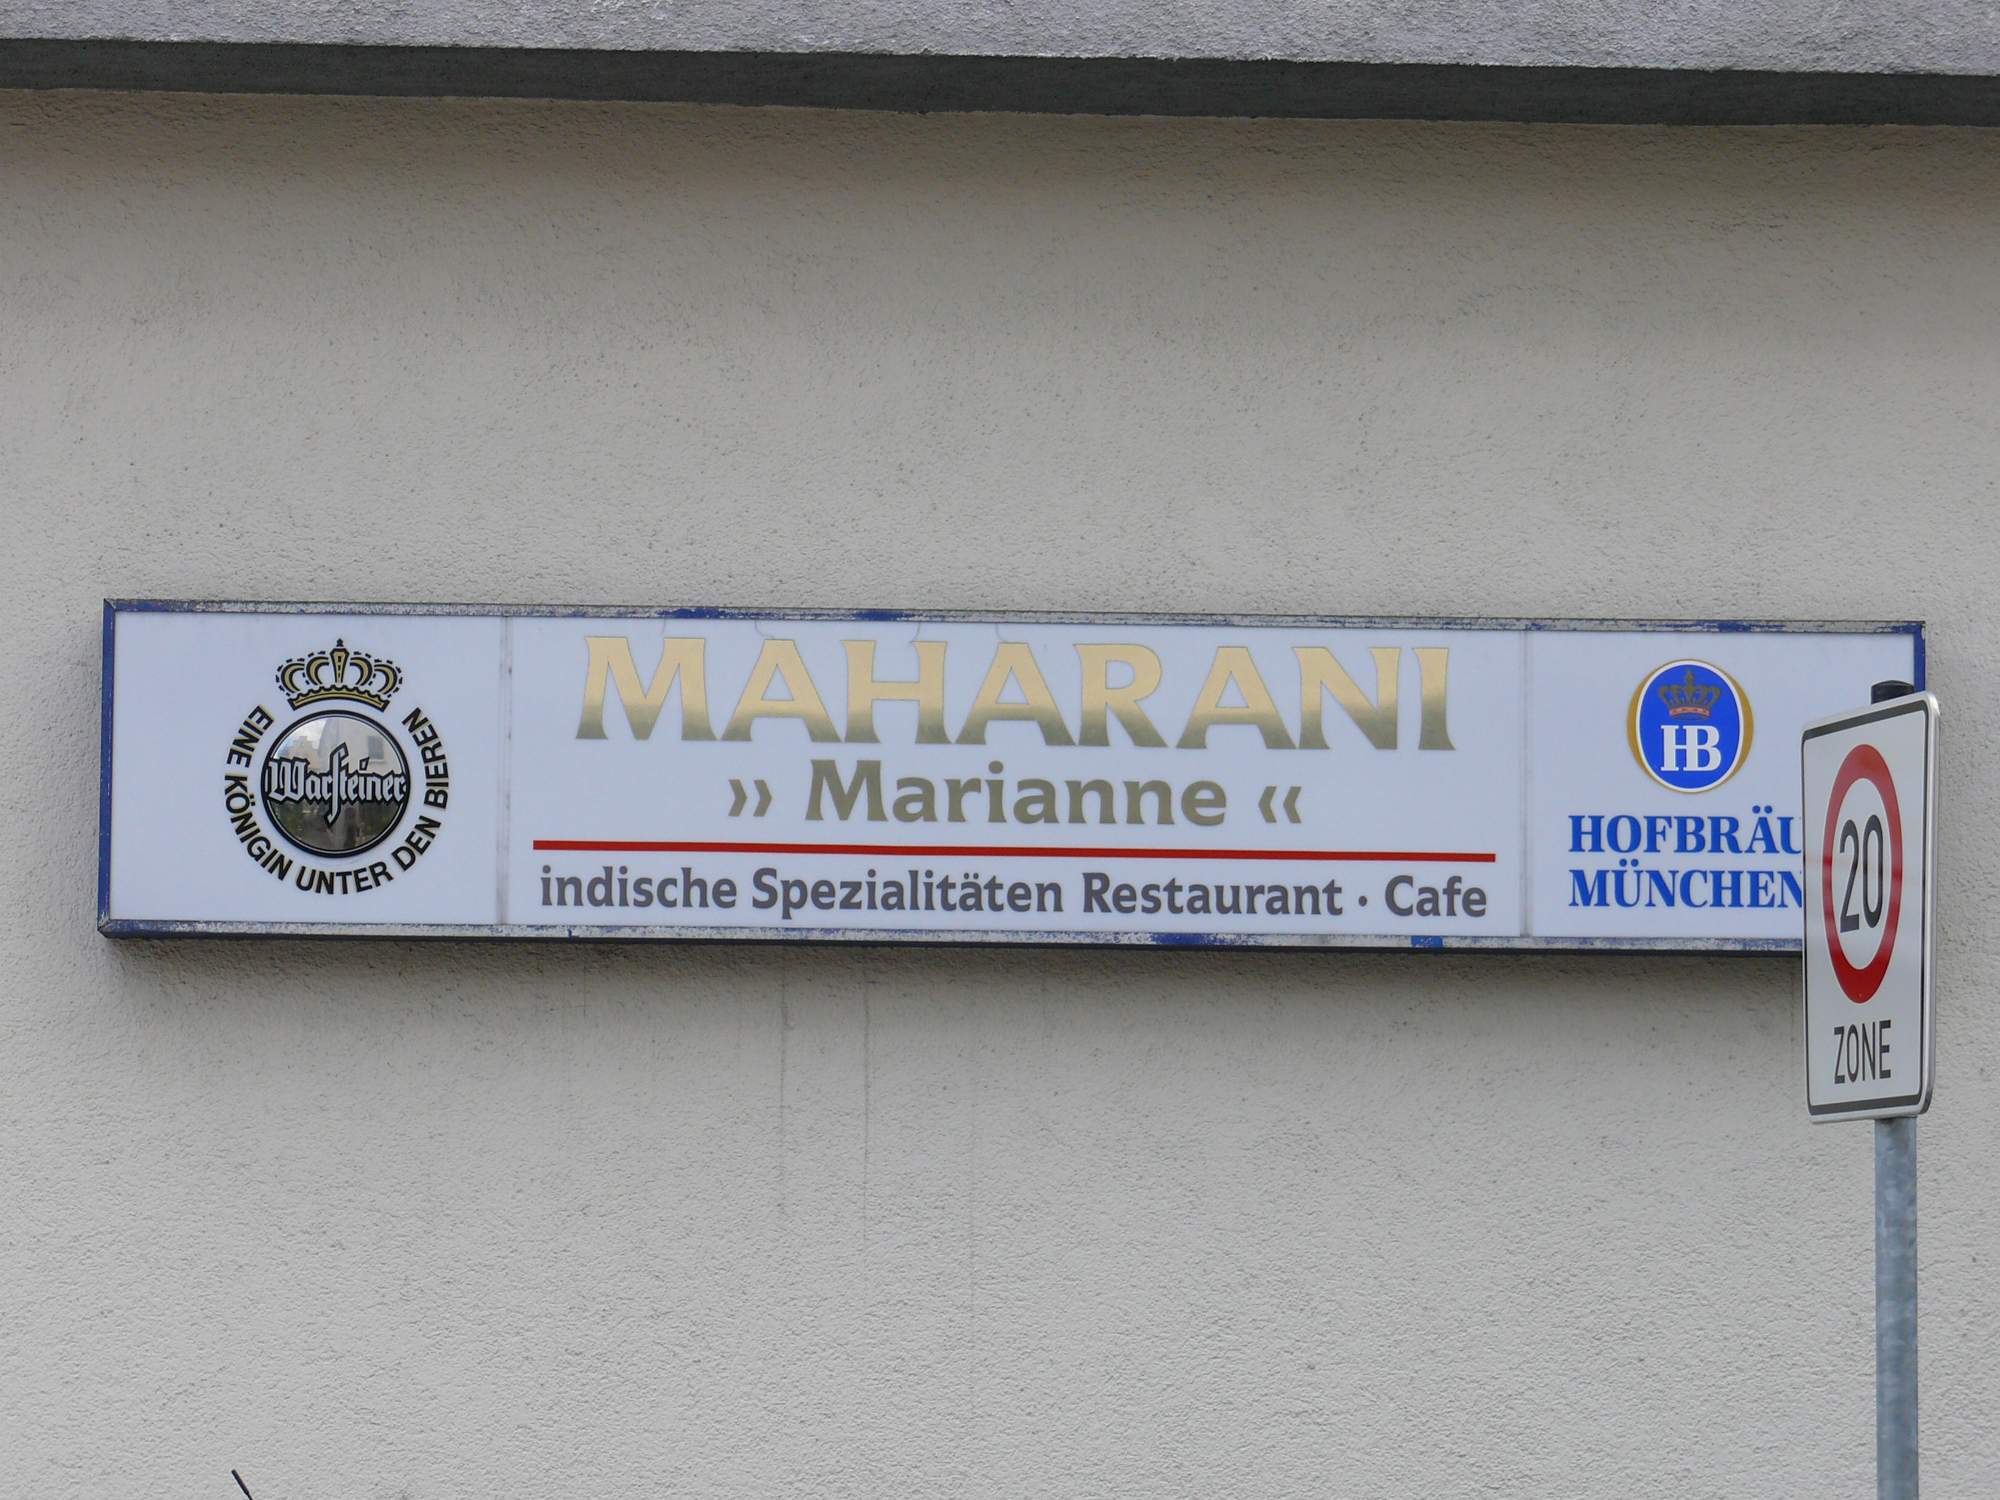 Warsteiner
EINE KÖNIGIN UNTER DEN BIEREN
MAHARANI
»Marianne«
indische Spezialitäten Restaurant · Cafe
HB
HOFBRÄU
MÜNCHEN
20
ZONE